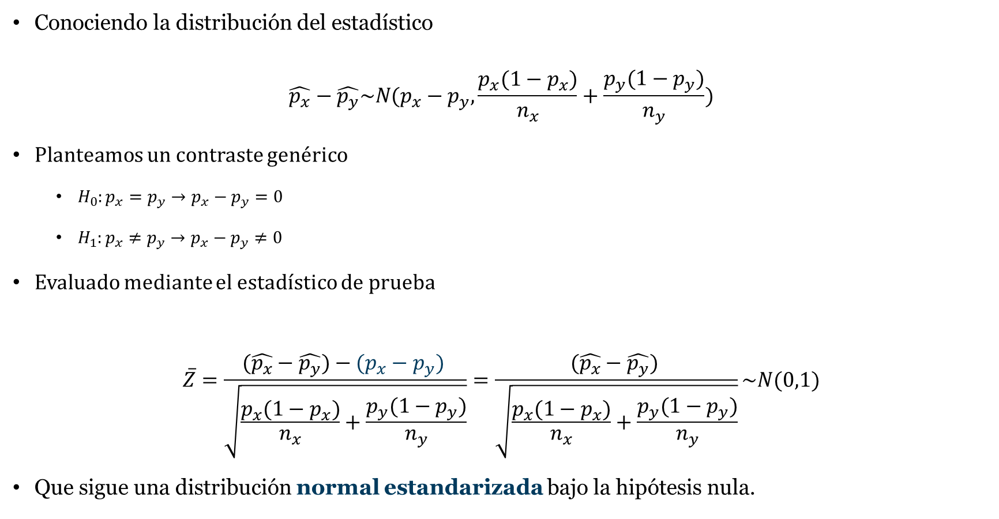 • Conociendo la distribución del estadístico
$\widehat{p_x} - \widehat{p_y} \sim N(p_x - p_y, \frac{p_x(1 - p_x)}{n_x} + \frac{p_y(1 - p_y)}{n_y})$
• Planteamos un contraste genérico
• $H_0: p_x = p_y \rightarrow p_x - p_y = 0$
• $H_1: p_x \neq p_y \rightarrow p_x - p_y \neq 0$
• Evaluado mediante el estadístico de prueba
$\bar{Z} = \frac{(\widehat{p_x} - \widehat{p_y}) - (p_x - p_y)}{\sqrt{\frac{p_x(1 - p_x)}{n_x} + \frac{p_y(1 - p_y)}{n_y}}} = \frac{(\widehat{p_x} - \widehat{p_y})}{\sqrt{\frac{p_x(1 - p_x)}{n_x} + \frac{p_y(1 - p_y)}{n_y}}} \sim N(0,1)$
• Que sigue una distribución normal estandarizada bajo la hipótesis nula.